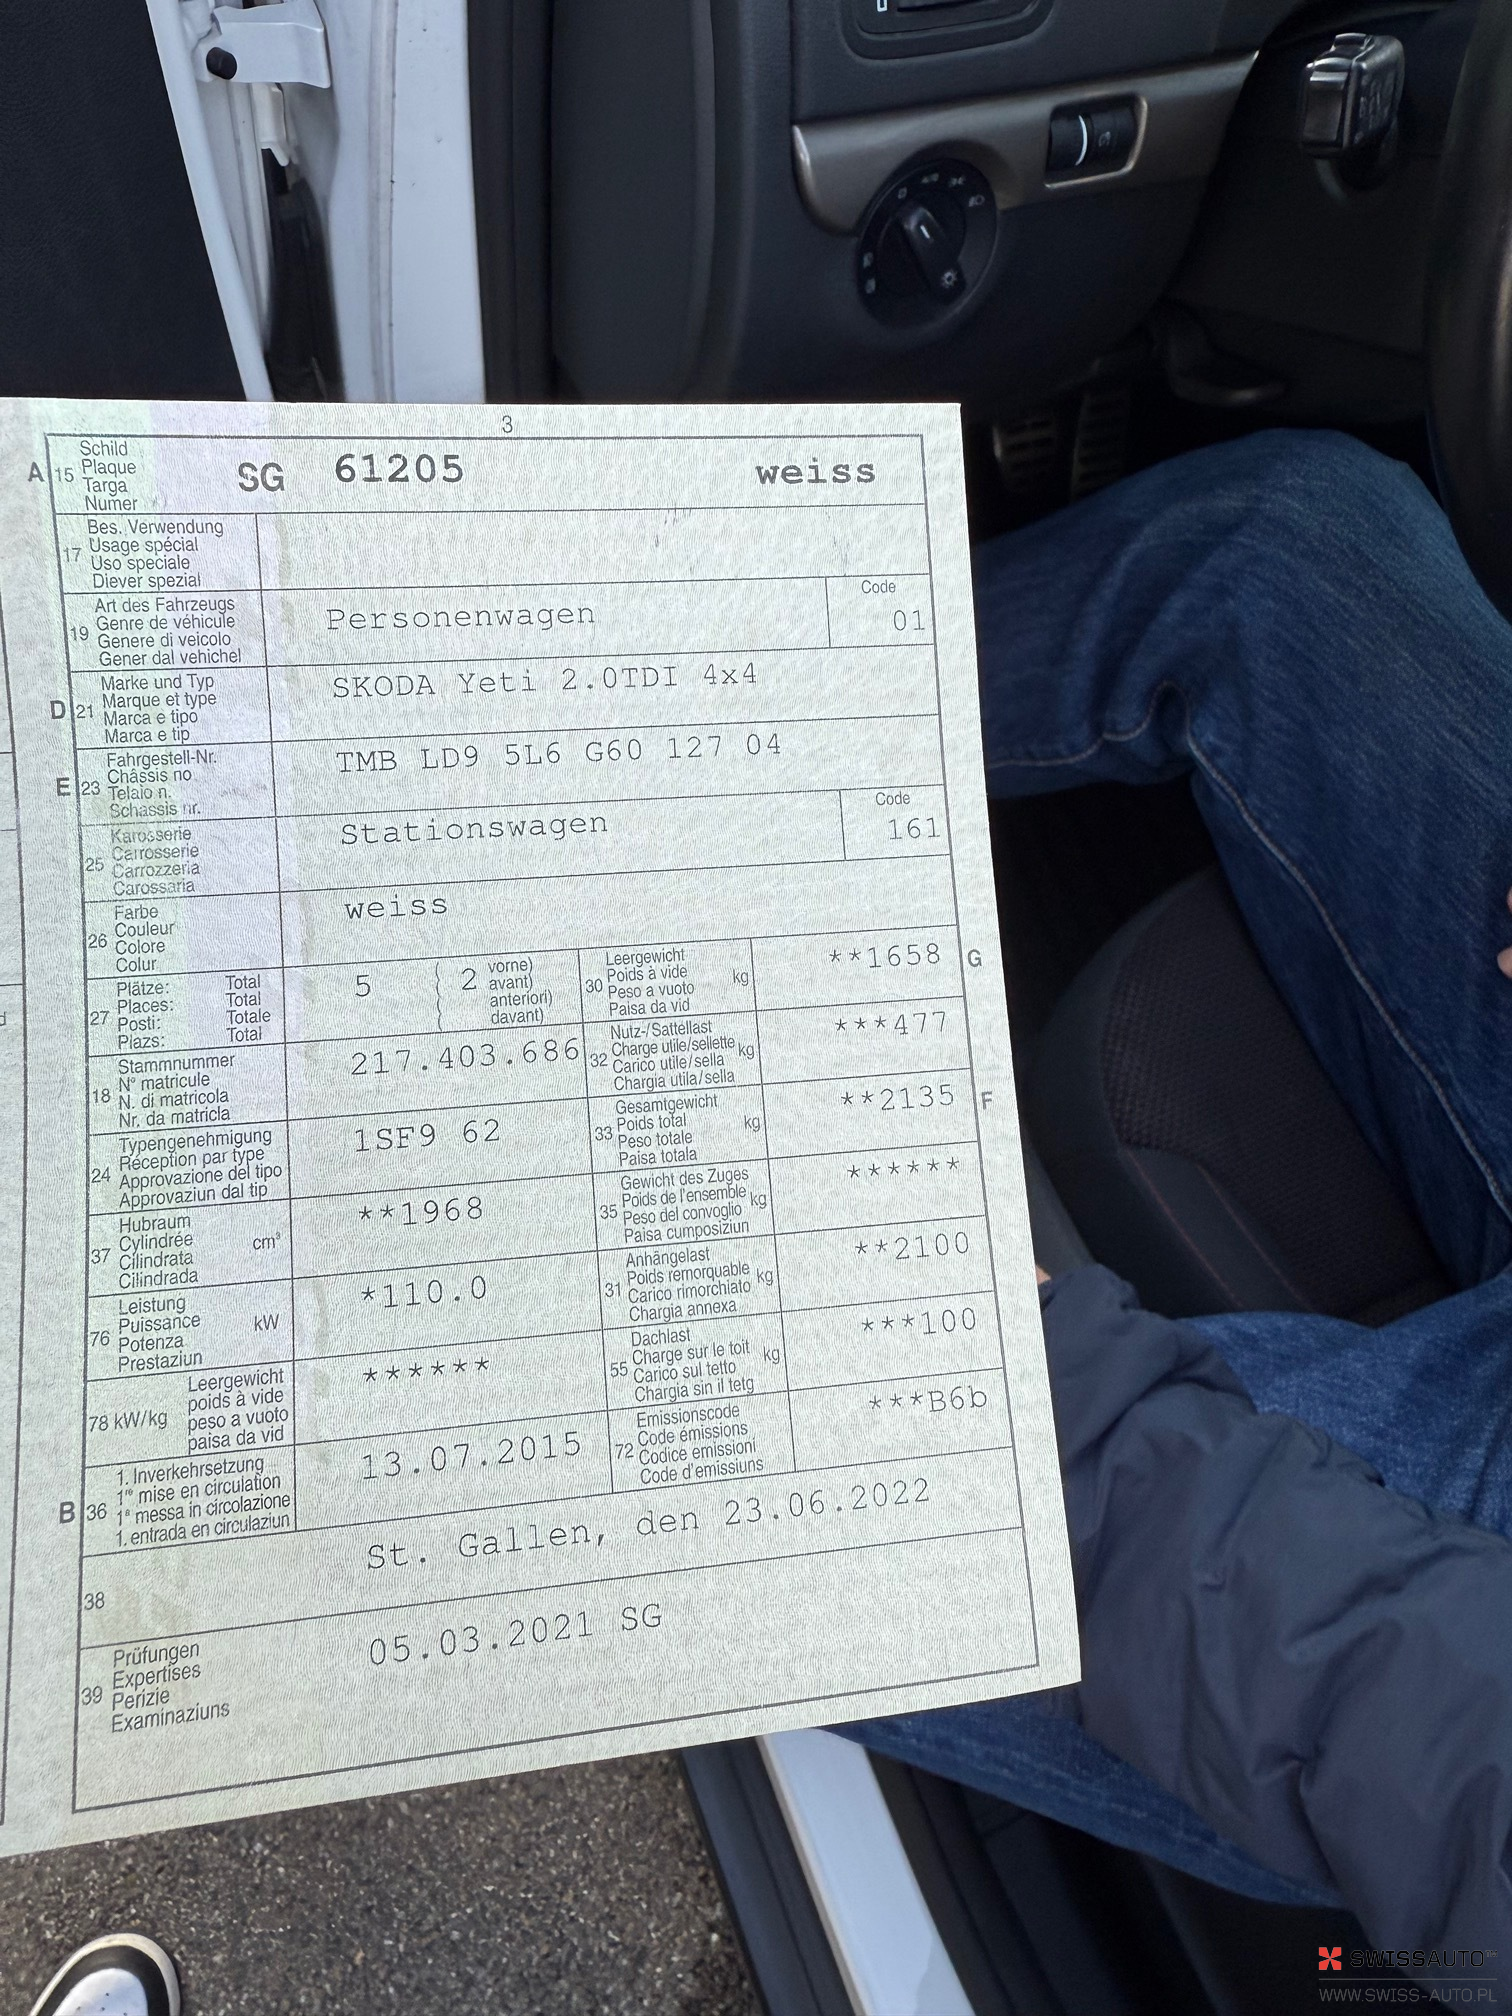 3
A 15 Schild
Plaque
Targa
Numer
SG 61205 weiss
17 Bes. Verwendung
Usage spécial
Uso speciale
Diever spezial
19 Art des Fahrzeugs
Genre de véhicule
Genere di veicolo
Gener dal vehichel
Personenwagen
Code
01
D 21 Marke und Typ
Marque et type
Marca e tipo
Marca e tip
SKODA Yeti 2.0TDI 4x4
E 23 Fahrgestell-Nr.
Châssis no
Telaio n.
Schassis nr.
TMB LD9 5L6 G60 127 04
25 Karosserie
Carrosserie
Carrozzeria
Carossaria
Stationswagen
Code
161
26 Farbe
Couleur
Colore
Colur
weiss
27 Plätze: Total
Places: Total
Posti: Totale
Plazs: Total
5 2 vorne)
avant)
anteriori)
davant)
30 Leergewicht
Poids à vide
Peso a vuoto
Paisa da vid
kg
**1658 G
18 Stammnummer
N° matricule
N. di matricola
Nr. da matricla
217.403.686
32 Nutz-/Sattellast
Charge utile/sellette
Carico utile/sella
Chargia utila/sella
kg
***477
24 Typengenehmigung
Réception par type
Approvazione del tipo
Approvaziun dal tip
1SF9 62
33 Gesamtgewicht
Poids total
Peso totale
Paisa totala
kg
**2135 F
37 Hubraum
Cylindrée
Cilindrata
Cilindrada
cm³
**1968
35 Gewicht des Zuges
Poids de l'ensemble
Peso del convoglio
Paisa cumposiziun
kg
******
76 Leistung
Puissance
Potenza
Prestaziun
kW
*110.0
31 Anhängelast
Poids remorquable
Carico rimorchiato
Chargia annexa
kg
**2100
78 kW/kg Leergewicht
poids à vide
peso a vuoto
paisa da vid
******
55 Dachlast
Charge sur le toit
Carico sul tetto
Chargia sin il tetg
kg
***100
B 36 1. Inverkehrsetzung
1re mise en circulation
1a messa in circolazione
1. entrada en circulaziun
13.07.2015
72 Emissionscode
Code émissions
Codice emissioni
Code d'emissiuns
***B6b
38 St. Gallen, den 23.06.2022
39 Prüfungen
Expertises
Perizie
Examinaziuns
05.03.2021 SG
SWISSAUTO
WWW.SWISS-AUTO.PL